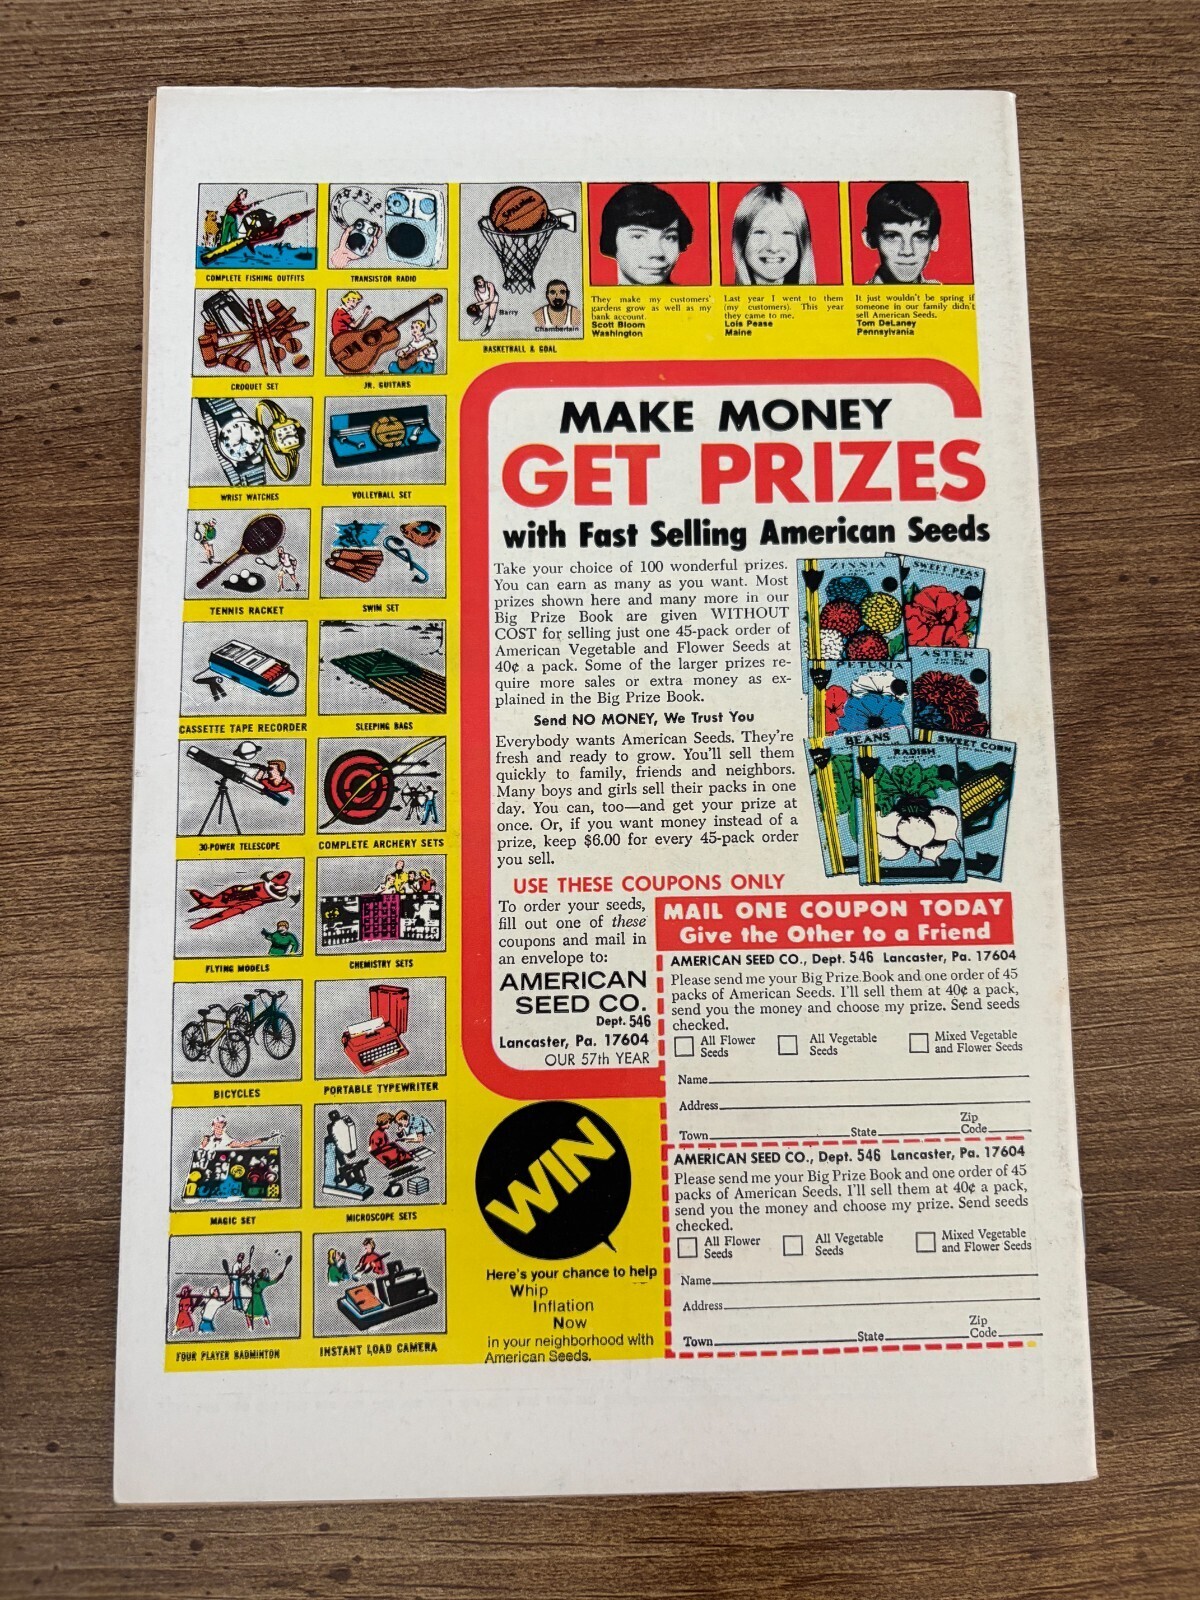 COMPLETE FISHING OUTFITS
TRANSISTOR RADIO
CROQUET SET
JR. GUITARS
WRIST WATCHES
VOLLEYBALL SET
TENNIS RACKET
SWIM SET
CASSETTE TAPE RECORDER
SLEEPING BAGS
30-POWER TELESCOPE
COMPLETE ARCHERY SETS
FLYING MODELS
CHEMISTRY SETS
BICYCLES
PORTABLE TYPEWRITER
MAGIC SET
MICROSCOPE SETS
FOUR PLAYER BADMINTON
INSTANT LOAD CAMERA
SPALDING
Barry
Chamberlain
BASKETBALL & GOAL
They make my customers'
gardens grow as well as my
bank account.
Scott Bloom
Washington
Last year I went to them
(my customers). This year
they came to me.
Lois Pease
Maine
It just wouldn't be spring if
someone in our family didn't
sell American Seeds.
Tom DeLaney
Pennsylvania
MAKE MONEY
GET PRIZES
with Fast Selling American Seeds
Take your choice of 100 wonderful prizes.
You can earn as many as you want. Most
prizes shown here and many more in our
Big Prize Book are given WITHOUT
COST for selling just one 45-pack order of
American Vegetable and Flower Seeds at
40¢ a pack. Some of the larger prizes re-
quire more sales or extra money as ex-
plained in the Big Prize Book.
Send NO MONEY, We Trust You
Everybody wants American Seeds. They're
fresh and ready to grow. You'll sell them
quickly to family, friends and neighbors.
Many boys and girls sell their packs in one
day. You can, too—and get your prize at
once. Or, if you want money instead of a
prize, keep $6.00 for every 45-pack order
you sell.
ZINNIA
SWEET PEAS
PETUNIA
ASTER
BEANS
RADISH
SWEET CORN
USE THESE COUPONS ONLY
To order your seeds,
fill out one of these
coupons and mail in
an envelope to:
AMERICAN
SEED CO.
Dept. 546
Lancaster, Pa. 17604
OUR 57th YEAR
MAIL ONE COUPON TODAY
Give the Other to a Friend
AMERICAN SEED CO., Dept. 546 Lancaster, Pa. 17604
Please send me your Big Prize Book and one order of 45
packs of American Seeds. I'll sell them at 40¢ a pack,
send you the money and choose my prize. Send seeds
checked.
All Flower Seeds
All Vegetable Seeds
Mixed Vegetable and Flower Seeds
Name
Address
Town State Zip Code
AMERICAN SEED CO., Dept. 546 Lancaster, Pa. 17604
Please send me your Big Prize Book and one order of 45
packs of American Seeds. I'll sell them at 40¢ a pack,
send you the money and choose my prize. Send seeds
checked.
All Flower Seeds
All Vegetable Seeds
Mixed Vegetable and Flower Seeds
Name
Address
Town State Zip Code
WIN
Here's your chance to help
Whip
Inflation
Now
in your neighborhood with
American Seeds.